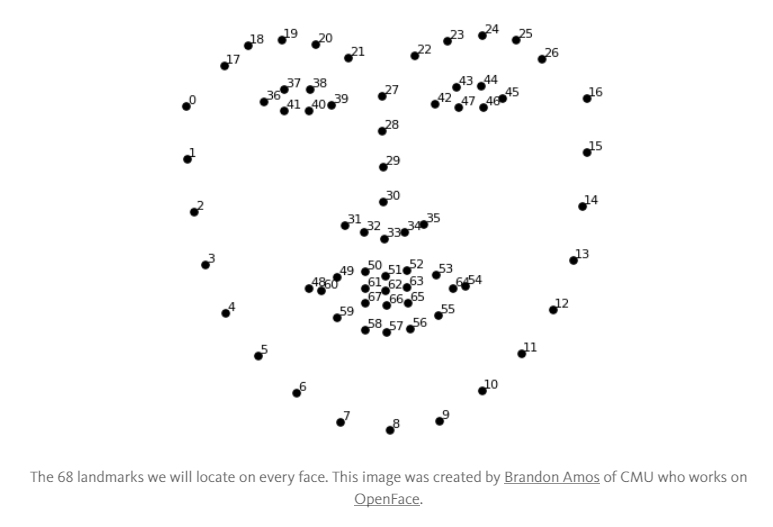 24
19 23 25
18 20
21 22 26
17
37 38 43 44
36 39 27 42 45 16
0 41 40 47 46
28
1 29 15
2 30 14
31 35
32 33 34
3 13
50 51 52 53
49
48 60 61 62 63 64 54
67 66 65
4 59 55 12
58 57 56
5 11
6 10
7 8 9
The 68 landmarks we will locate on every face. This image was created by Brandon Amos of CMU who works on
OpenFace.